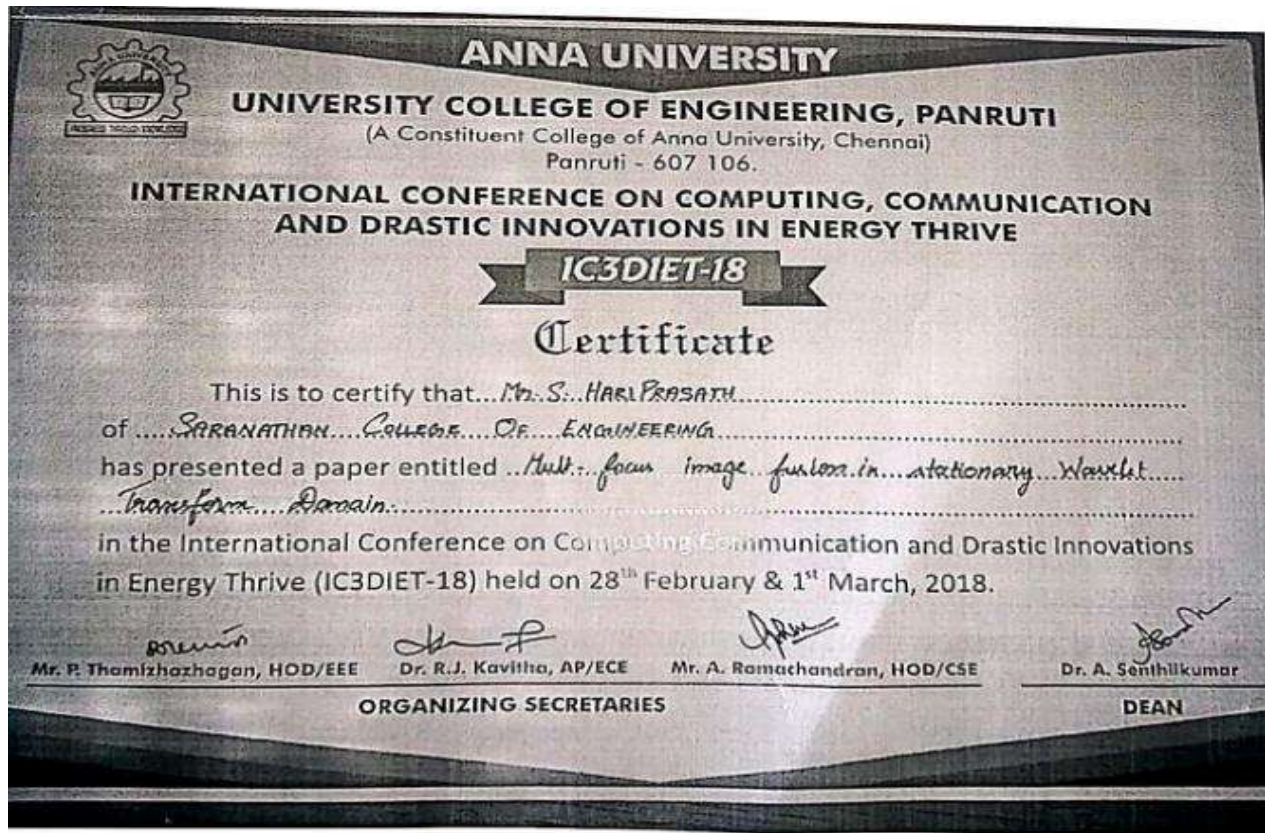 ANNA UNIVERSITY
UNIVERSITY COLLEGE OF ENGINEERING, PANRUTI
(A Constituent College of Anna University, Chennai)
Panruti - 607 106.
INTERNATIONAL CONFERENCE ON COMPUTING, COMMUNICATION
AND DRASTIC INNOVATIONS IN ENERGY THRIVE
IC3DIET-18
Certificate
This is to certify that Mr. S. HARIPRASATH
of SARANATHAN COLLEGE OF ENGINEERING
has presented a paper entitled Multi-focus image fusion in stationary Wavelet
Transform Domain
in the International Conference on Computing Communication and Drastic Innovations
in Energy Thrive (IC3DIET-18) held on 28th February & 1st March, 2018.
Mr. P. Thamizhazhagan, HOD/EEE Dr. R.J. Kavitha, AP/ECE Mr. A. Ramachandran, HOD/CSE Dr. A. Senthilkumar
ORGANIZING SECRETARIES DEAN